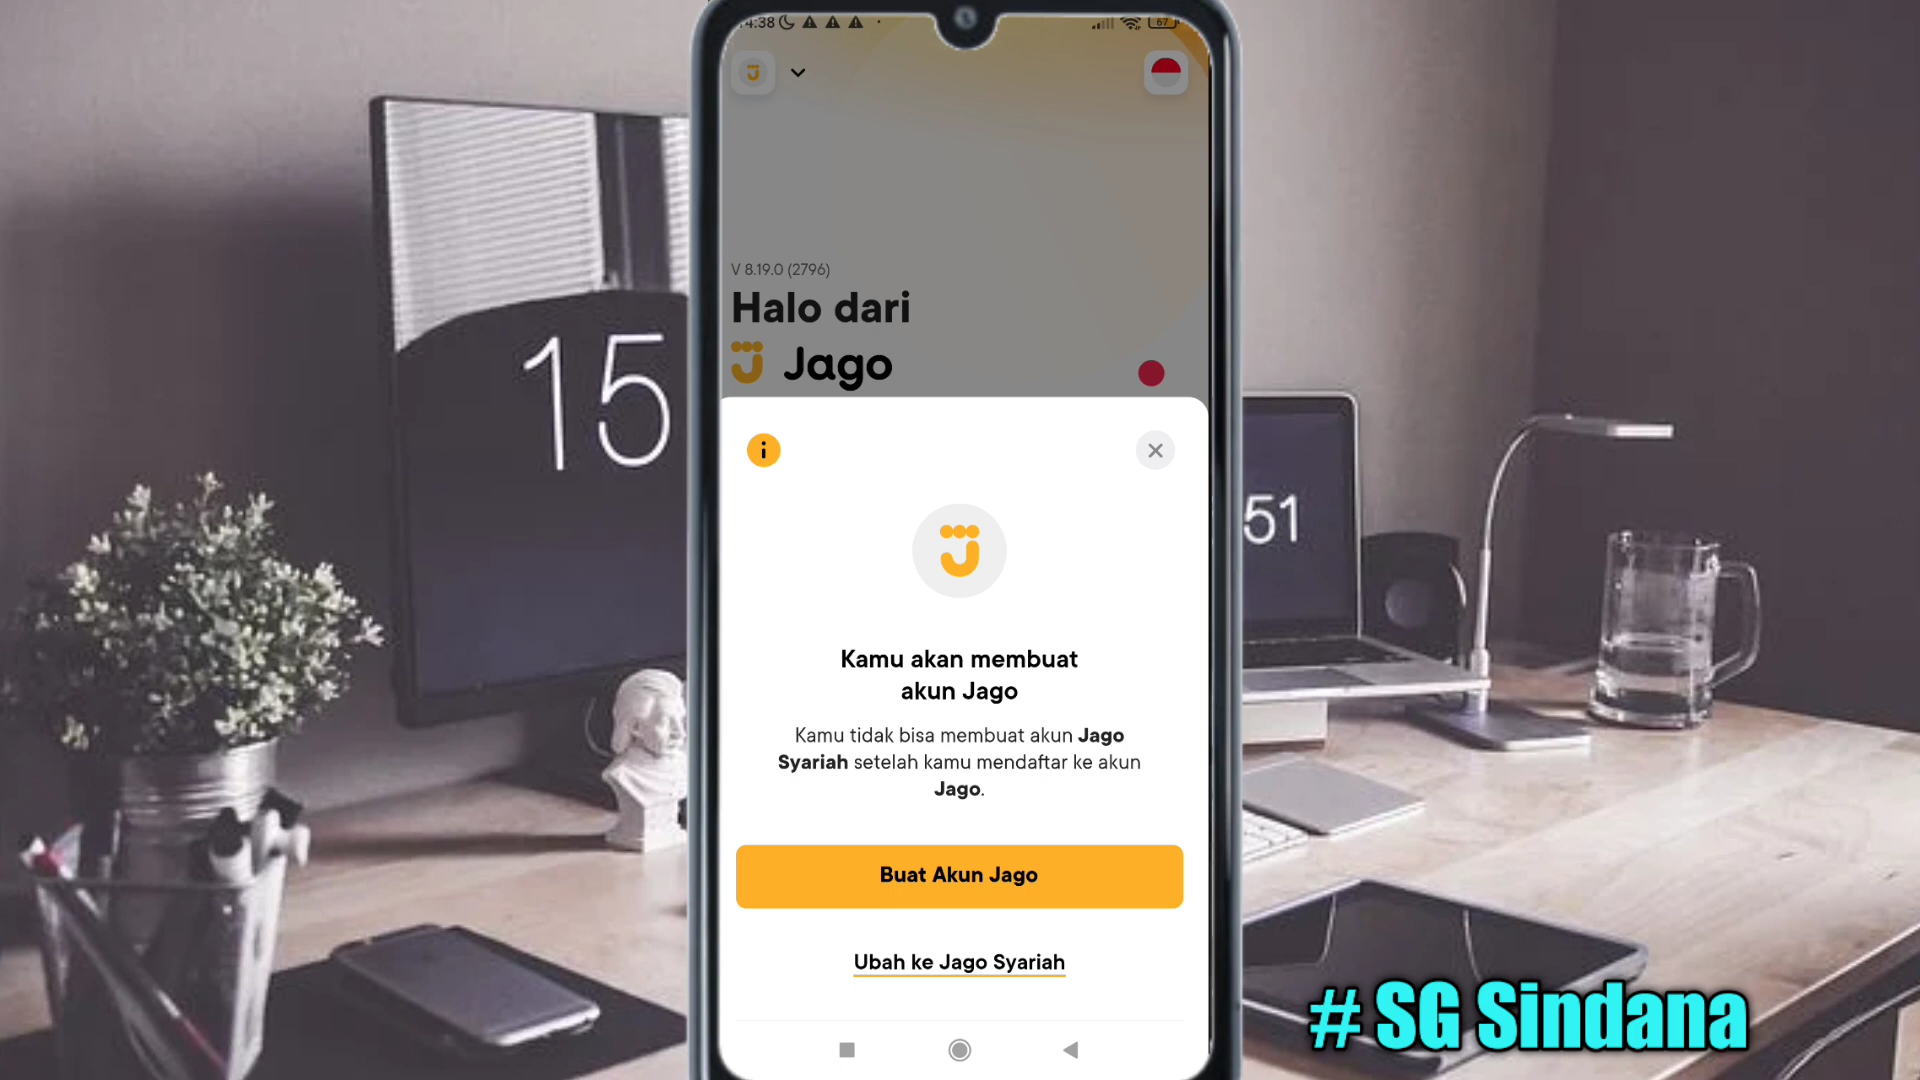 4:38
67
V 8.19.0 (2796)
Halo dari
Jago
15
51
Kamu akan membuat
akun Jago
Kamu tidak bisa membuat akun Jago
Syariah setelah kamu mendaftar ke akun
Jago.
Buat Akun Jago
Ubah ke Jago Syariah
# SG Sindana